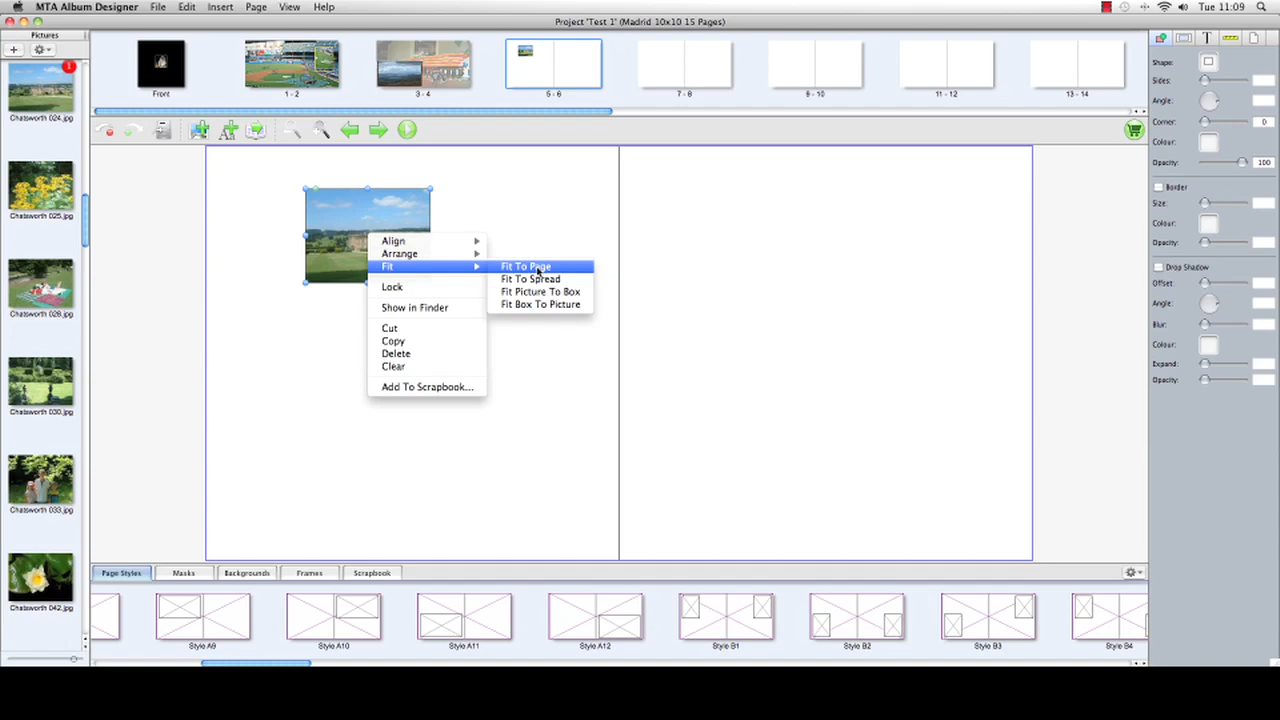 MTA Album Designer File Edit Insert Page View Help Tue 11:09
Project 'Test 1' (Madrid 10x10 15 Pages)
Pictures
1
Chatsworth 024.jpg
Chatsworth 025.jpg
Chatsworth 028.jpg
Chatsworth 030.jpg
Chatsworth 033.jpg
Chatsworth 042.jpg
Front
1 - 2
3 - 4
5 - 6
7 - 8
9 - 10
11 - 12
13 - 14
Align
Arrange
Fit
Lock
Show in Finder
Cut
Copy
Delete
Clear
Add To Scrapbook...
Fit To Page
Fit To Spread
Fit Picture To Box
Fit Box To Picture
Page Styles Masks Backgrounds Frames Scrapbook
Style A9
Style A10
Style A11
Style A12
Style B1
Style B2
Style B3
Style B4
Shape:
Sides:
Angle:
Corner: 0
Colour:
Opacity: 100
Border
Size:
Colour:
Opacity:
Drop Shadow
Offset:
Angle:
Blur:
Colour:
Expand:
Opacity: